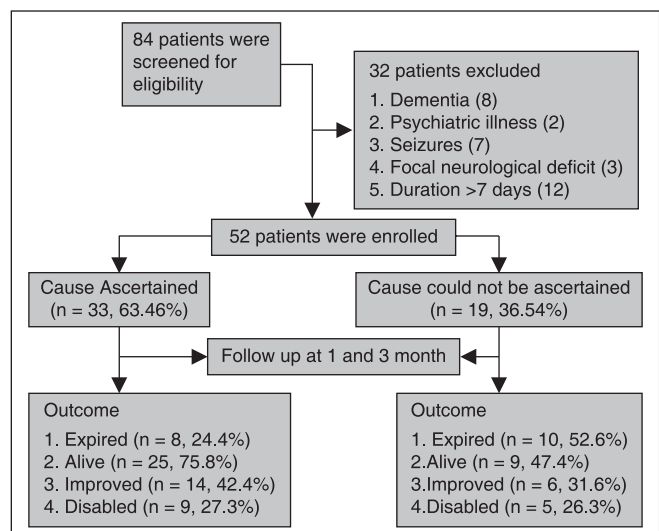 84 patients were
screened for
eligibility
32 patients excluded
1. Dementia (8)
2. Psychiatric illness (2)
3. Seizures (7)
4. Focal neurological deficit (3)
5. Duration >7 days (12)
52 patients were enrolled
Cause Ascertained
(n = 33, 63.46%)
Cause could not be ascertained
(n = 19, 36.54%)
Follow up at 1 and 3 month
Outcome
1. Expired (n = 8, 24.4%)
2. Alive (n = 25, 75.8%)
3. Improved (n = 14, 42.4%)
4. Disabled (n = 9, 27.3%)
Outcome
1. Expired (n = 10, 52.6%)
2.Alive (n = 9, 47.4%)
3.Improved (n = 6, 31.6%)
4.Disabled (n = 5, 26.3%)